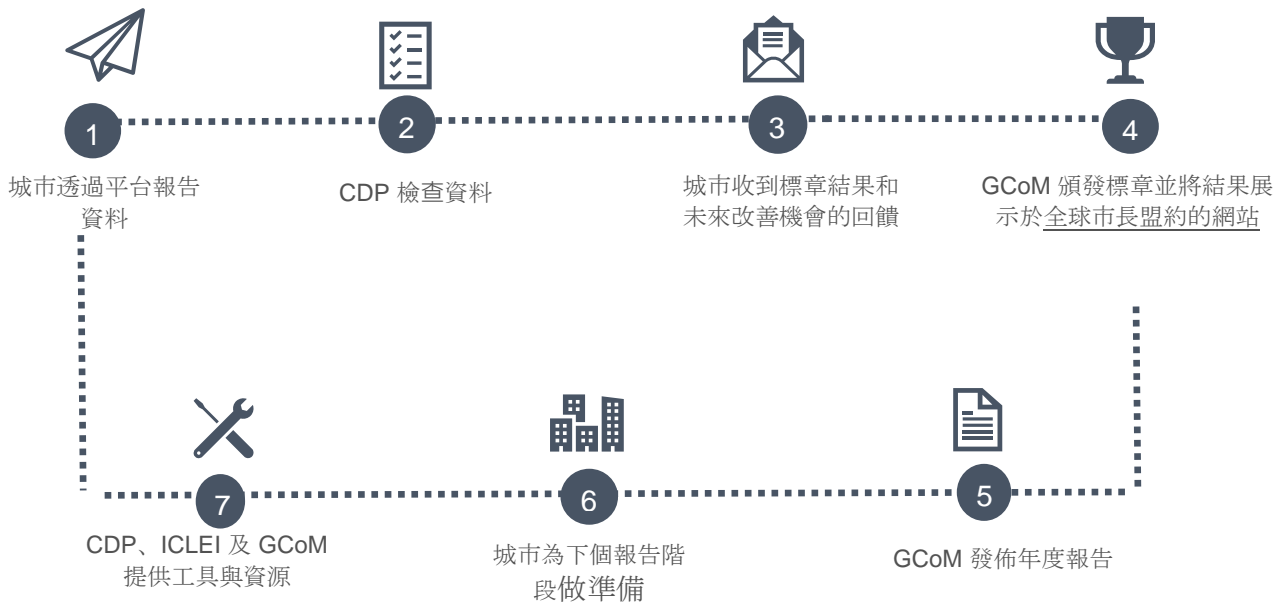 1
城市透過平台報告
資料
2
CDP 檢查資料
3
城市收到標章結果和
未來改善機會的回饋
4
GCoM 頒發標章並將結果展
示於全球市長盟約的網站
5
GCoM 發佈年度報告
6
城市為下個報告階
段做準備
7
CDP、ICLEI 及 GCoM
提供工具與資源